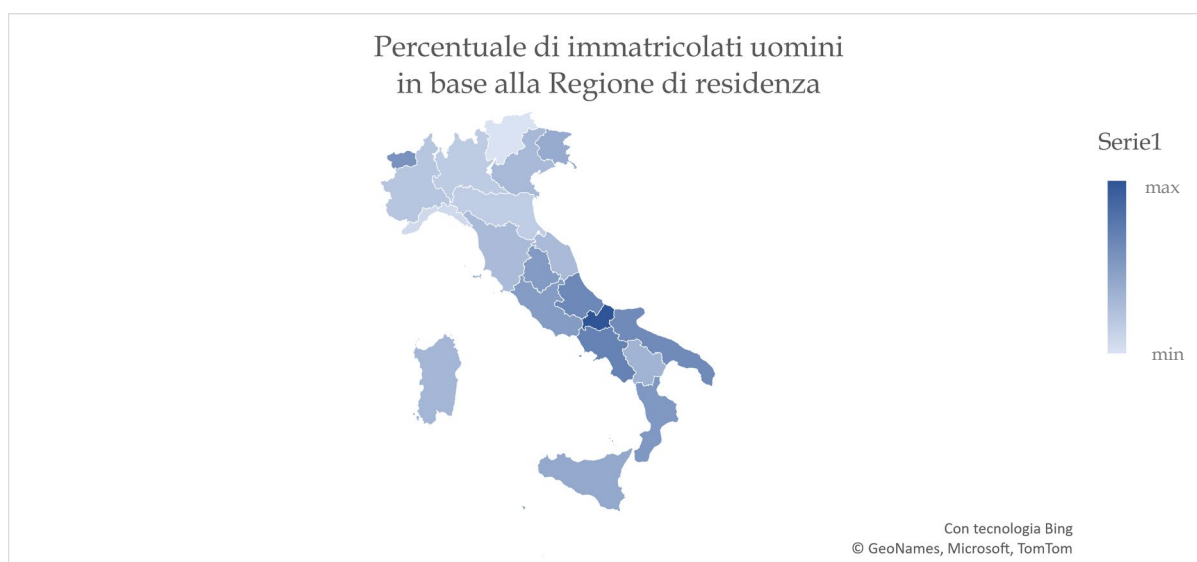 Percentuale di immatricolati uomini
in base alla Regione di residenza
Serie1
max
min
Con tecnologia Bing
© GeoNames, Microsoft, TomTom